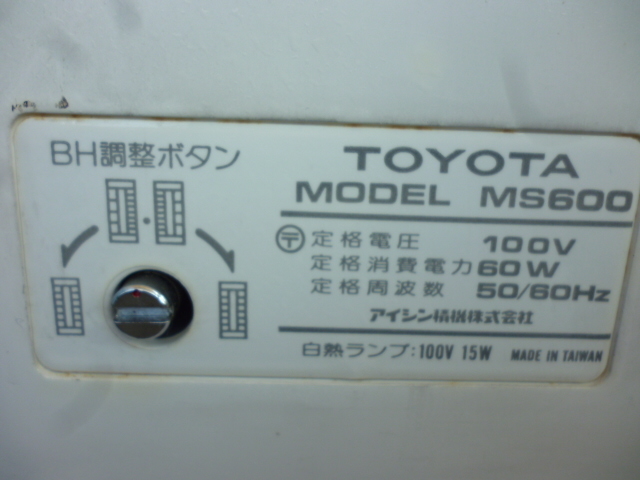 BH調整ボタン
TOYOTA
MODEL MS600
〒 定格電圧 100V
定格消費電力 60W
定格周波数 50/60Hz
アイシン精機株式会社
白熱ランプ:100V 15W MADE IN TAIWAN